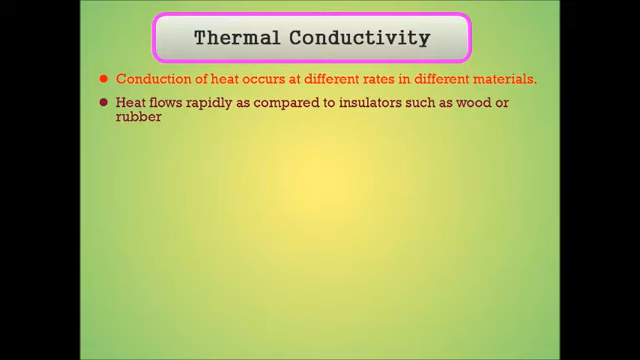 Thermal Conductivity
Conduction of heat occurs at different rates in different materials.
Heat flows rapidly as compared to insulators such as wood or
rubber